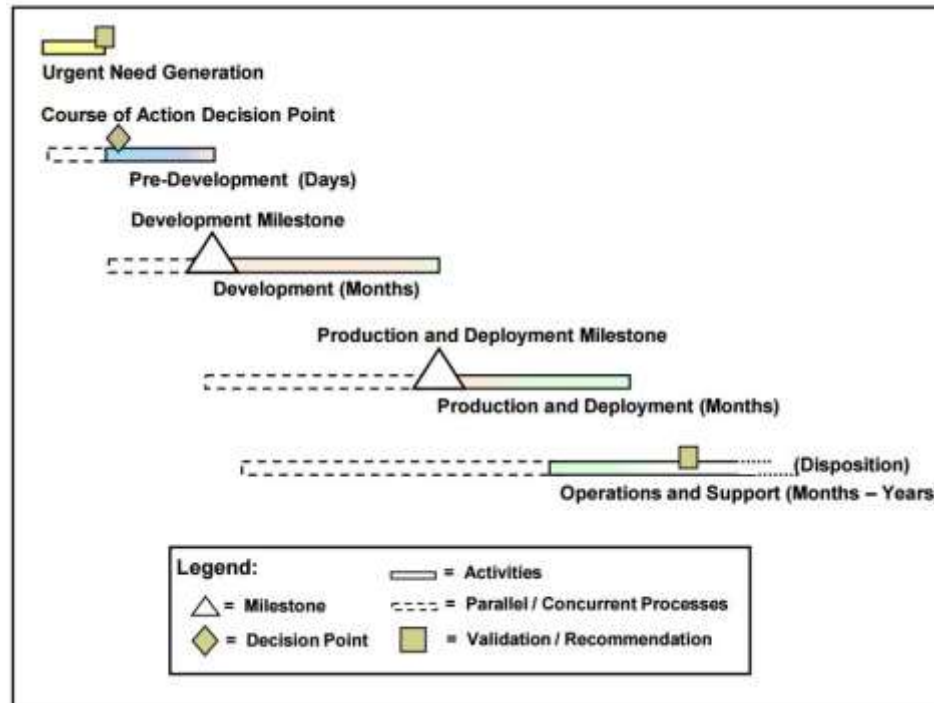 Urgent Need Generation
Course of Action Decision Point
Pre-Development (Days)
Development Milestone
Development (Months)
Production and Deployment Milestone
Production and Deployment (Months)
(Disposition)
Operations and Support (Months – Years
Legend:
= Activities
= Milestone
= Parallel / Concurrent Processes
= Decision Point
= Validation / Recommendation